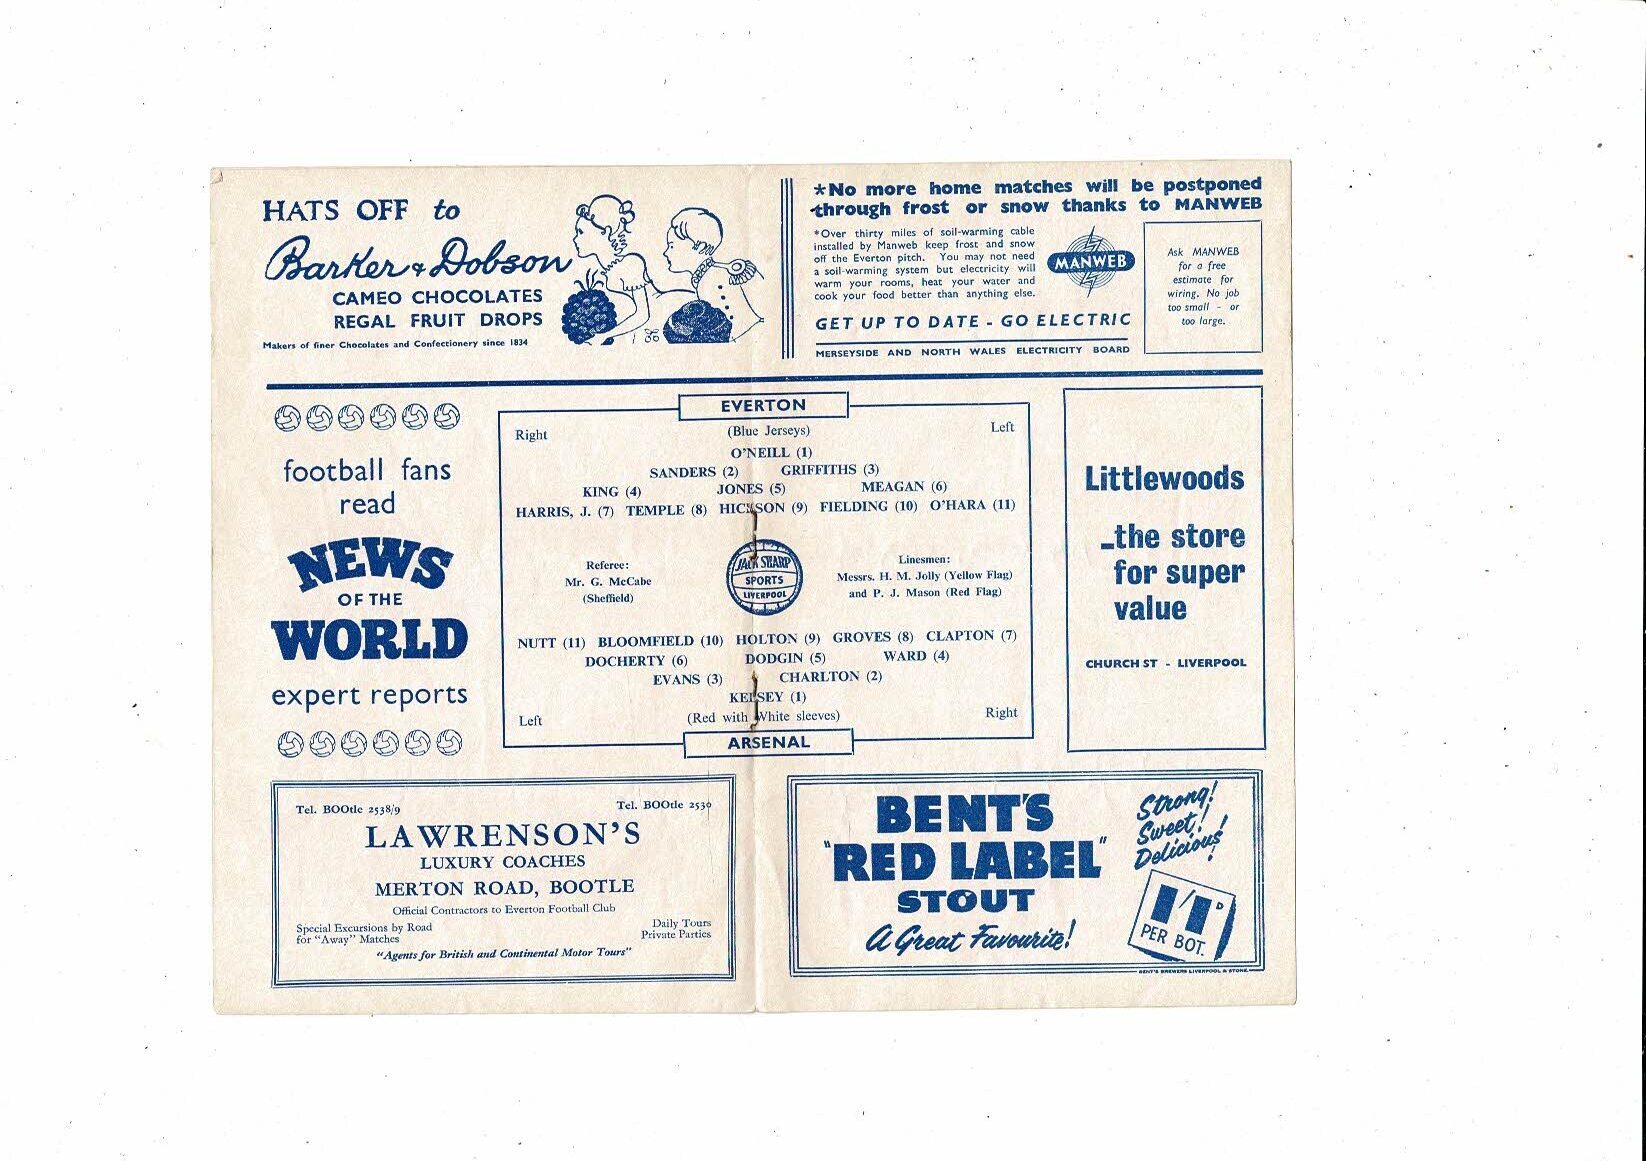 HATS OFF to
Barker & Dobson
CAMEO CHOCOLATES
REGAL FRUIT DROPS
Makers of finer Chocolates and Confectionery since 1834
*No more home matches will be postponed
through frost or snow thanks to MANWEB
*Over thirty miles of soil-warming cable
installed by Manweb keep frost and snow
off the Everton pitch. You may not need
a soil-warming system but electricity will
warm your rooms, heat your water and
cook your food better than anything else.
MANWEB
GET UP TO DATE - GO ELECTRIC
MERSEYSIDE AND NORTH WALES ELECTRICITY BOARD
Ask MANWEB
for a free
estimate for
wiring. No job
too small - or
too large.
football fans
read
NEWS
OF THE
WORLD
expert reports
EVERTON
Right
(Blue Jerseys)
Left
O'NEILL (1)
SANDERS (2) GRIFFITHS (3)
KING (4) JONES (5) MEAGAN (6)
HARRIS, J. (7) TEMPLE (8) HICKSON (9) FIELDING (10) O'HARA (11)
Referee:
Mr. G. McCabe
(Sheffield)
JACK SHARP
SPORTS
LIVERPOOL
Linesmen:
Messrs. H. M. Jolly (Yellow Flag)
and P. J. Mason (Red Flag)
NUTT (11) BLOOMFIELD (10) HOLTON (9) GROVES (8) CLAPTON (7)
DOCHERTY (6) DODGIN (5) WARD (4)
EVANS (3) CHARLTON (2)
KELSEY (1)
Left
(Red with White sleeves)
Right
ARSENAL
Littlewoods
...the store
for super
value
CHURCH ST - LIVERPOOL
Tel. BOOtle 2538/9
Tel. BOOtle 2530
LAWRENSON'S
LUXURY COACHES
MERTON ROAD, BOOTLE
Official Contractors to Everton Football Club
Special Excursions by Road
for "Away" Matches
Daily Tours
Private Parties
"Agents for British and Continental Motor Tours"
BENT'S
"RED LABEL"
STOUT
A Great Favourite!
Strong!
Sweet!
Delicious!
1/1D
PER BOT.
BENT'S BREWERS LIVERPOOL & STONE.